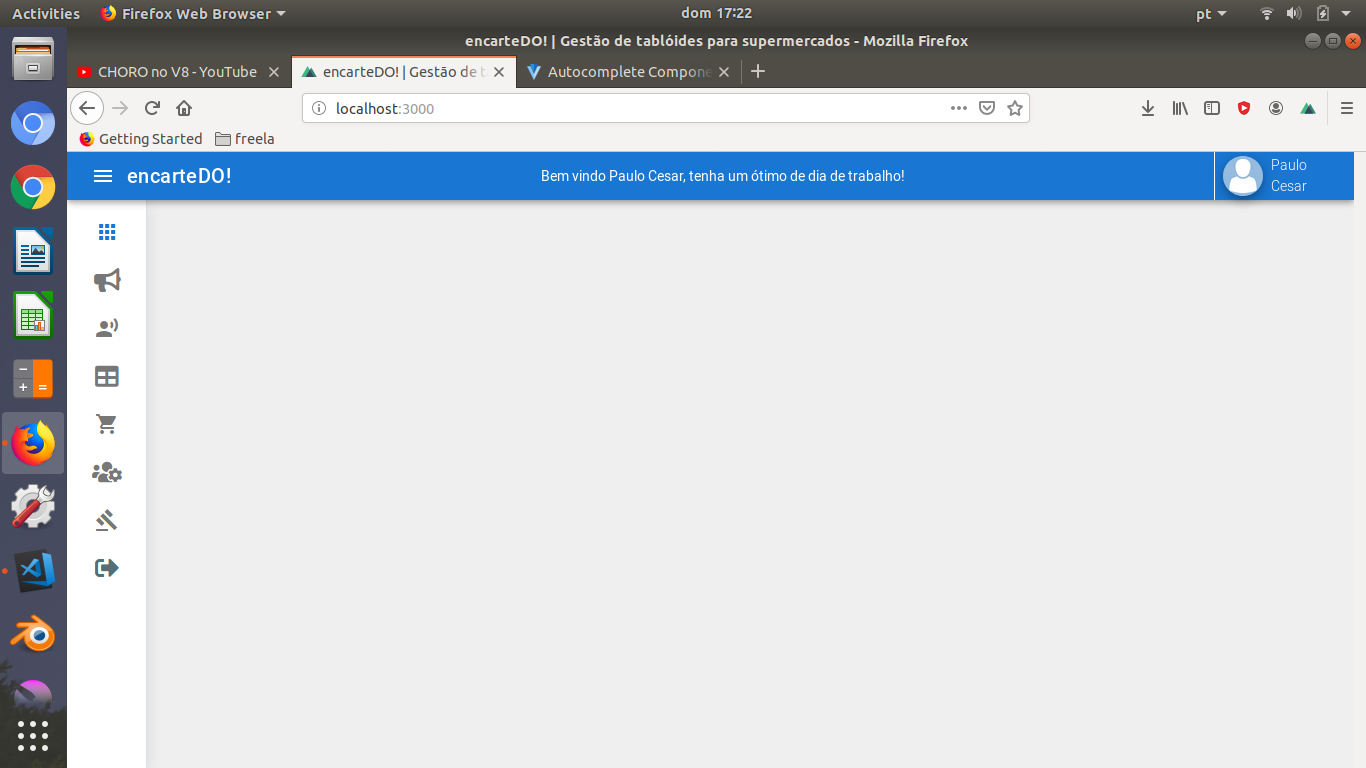 Activities
Firefox Web Browser
dom 17:22
pt
encarteDO! | Gestão de tablóides para supermercados - Mozilla Firefox
CHORO no V8 - YouTube
encarteDO! | Gestão de t
Autocomplete Compone
localhost:3000
Getting Started
freela
encarteDO!
Bem vindo Paulo Cesar, tenha um ótimo de dia de trabalho!
Paulo
Cesar